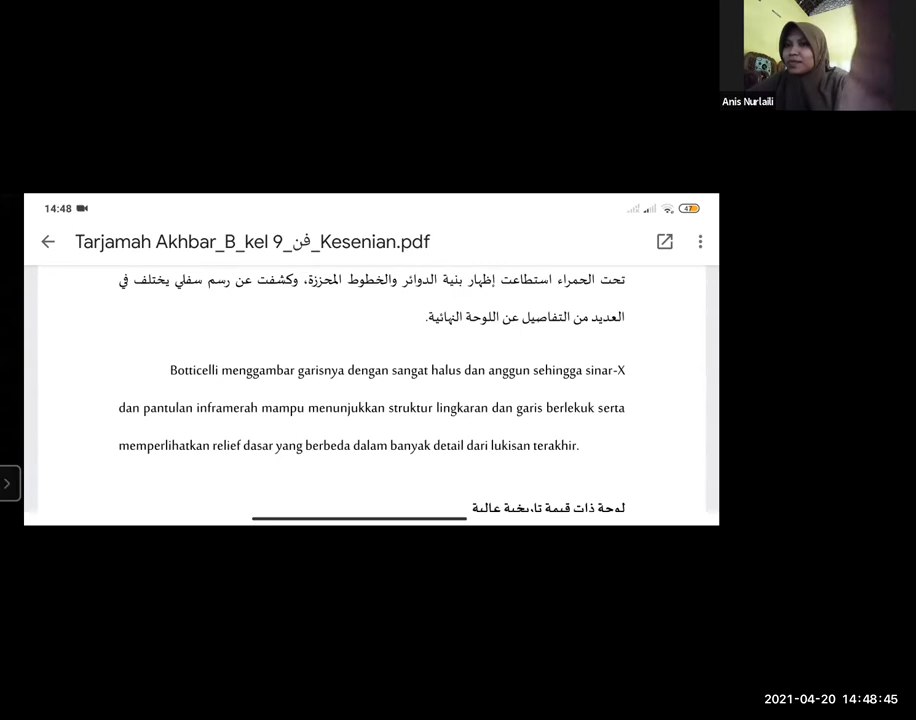 Anis Nurlaili
14:48
47
Tarjamah Akhbar_B_kel 9_فن_Kesenian.pdf
تحت الحمراء استطاعت إظهار بنية الدوائر والخطوط المحززة، وكشفت عن رسم سفلي يختلف في
العديد من التفاصيل عن اللوحة النهائية.
Botticelli menggambar garisnya dengan sangat halus dan anggun sehingga sinar-X
dan pantulan inframerah mampu menunjukkan struktur lingkaran dan garis berlekuk serta
memperlihatkan relief dasar yang berbeda dalam banyak detail dari lukisan terakhir.
لوحة ذات قيمة تاريخية عالية
2021-04-20 14:48:45